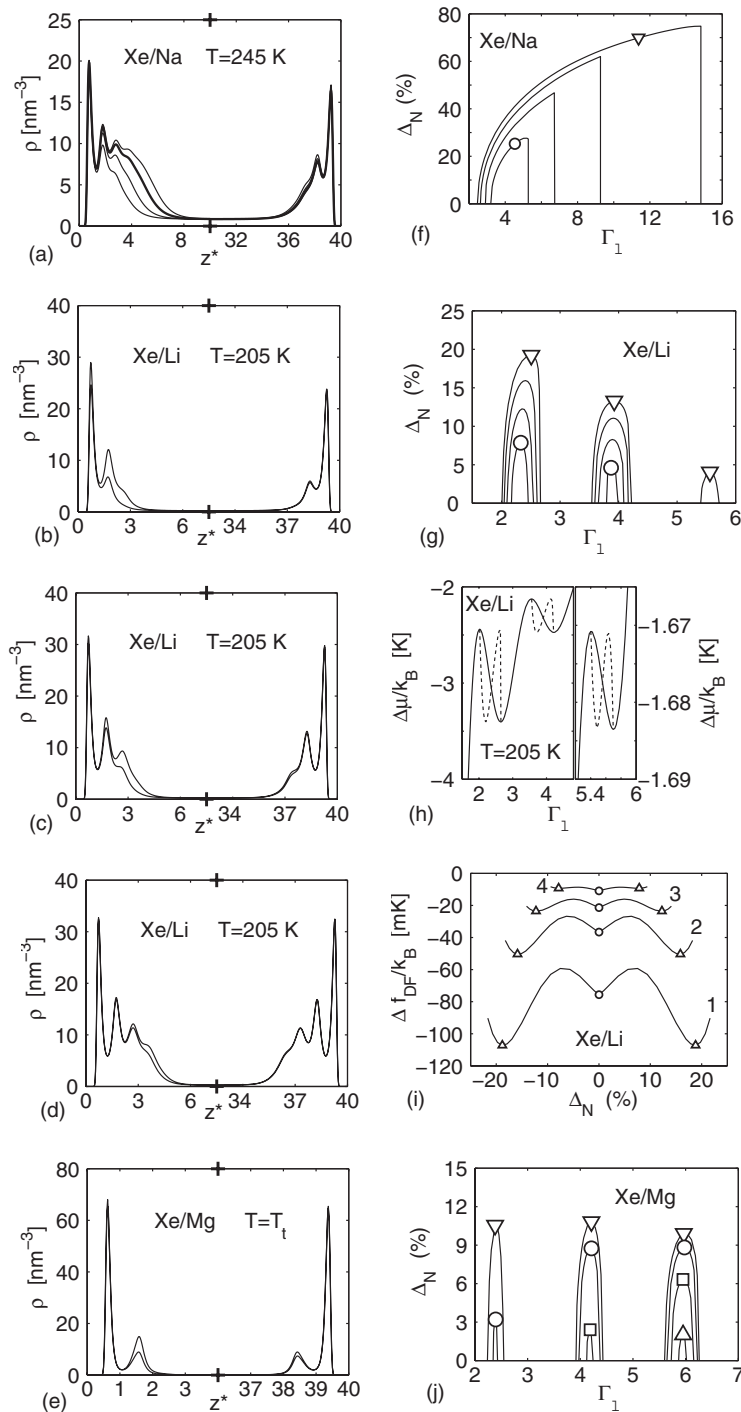 25
20
15
10
5
0
ρ [nm⁻³]
Xe/Na T=245 K
0 4 8 32 36 40
z*
(a)
40
30
20
10
0
ρ [nm⁻³]
Xe/Li T=205 K
0 3 6 34 37 40
z*
(b)
40
30
20
10
0
ρ [nm⁻³]
Xe/Li T=205 K
0 3 6 34 37 40
z*
(c)
40
30
20
10
0
ρ [nm⁻³]
Xe/Li T=205 K
0 3 6 34 37 40
z*
(d)
80
60
40
20
0
ρ [nm⁻³]
Xe/Mg T=Tₜ
0 1 2 37 38 39 40
z*
(e)
80
60
40
20
0
Δ_N (%)
Xe/Na
4 8 12 16
Γ₁
(f)
25
20
15
10
5
0
Δ_N (%)
Xe/Li
1 2 3 4 5 6
Γ₁
(g)
-2
-3
-4
Δμ/k_B [K]
Xe/Li
T=205 K
2 3 4 5.4 6
Γ₁
-1.67
-1.68
-1.69
Δμ/k_B [K]
(h)
0
-20
-40
-60
-80
-100
-120
Δ f_DF/k_B [mK]
4
3
2
1
Xe/Li
-20 -10 0 10 20
Δ_N (%)
(i)
15
12
9
6
3
0
Δ_N (%)
Xe/Mg
2 3 4 5 6 7
Γ₁
(j)